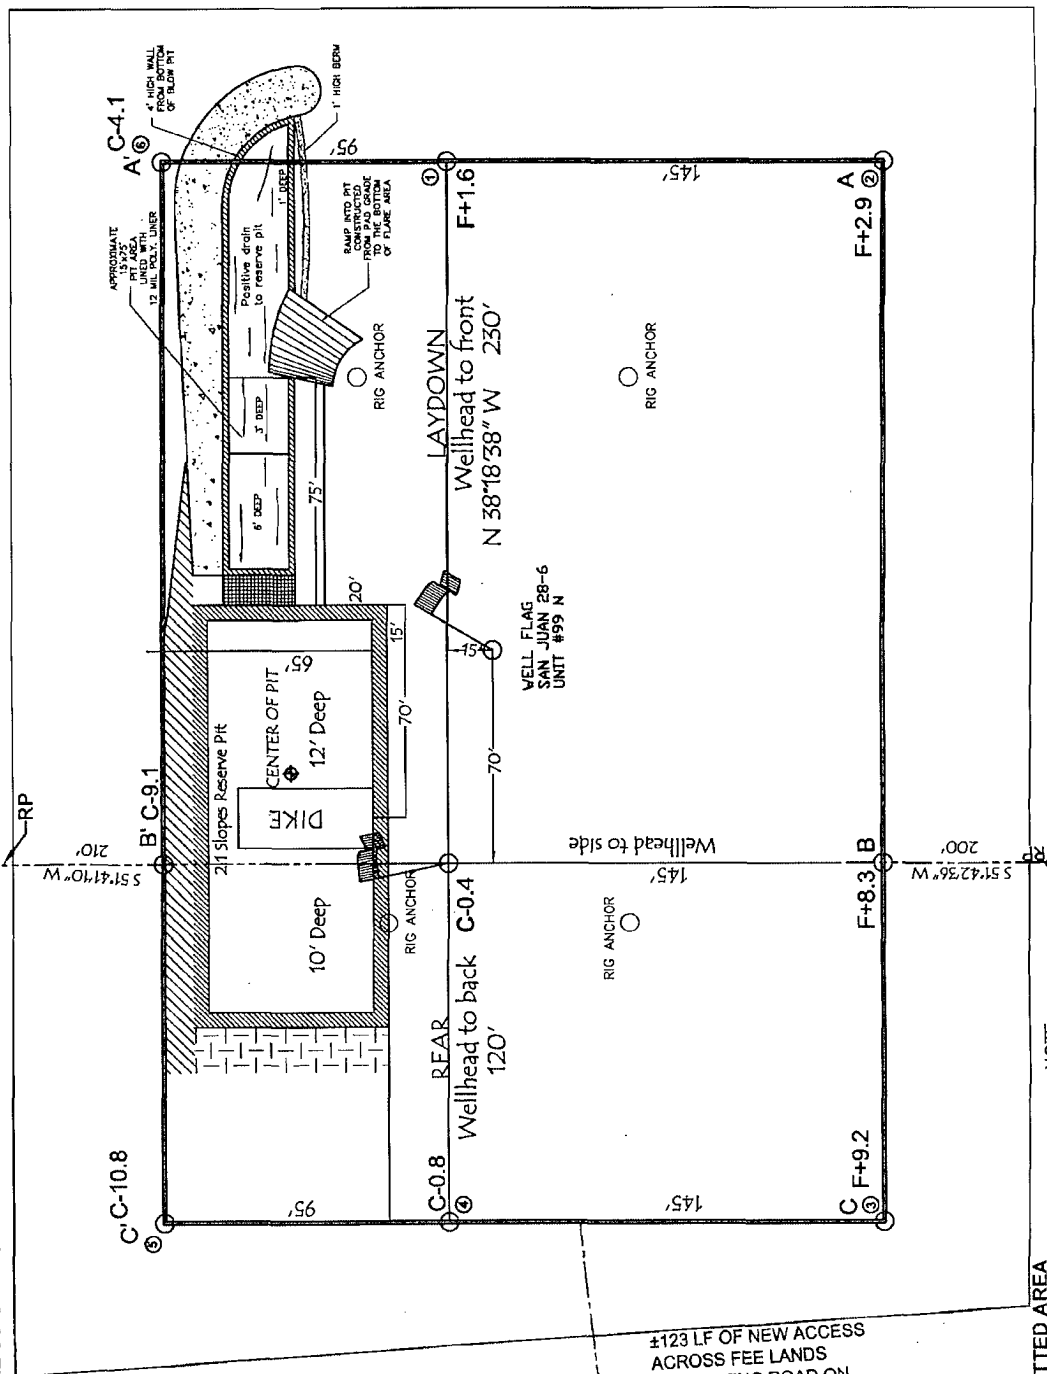 RP
210'
S 51°41'10" W
C-4.1
A'
6
4' HIGH WALL
FROM BOTTOM
OF BLOW PIT
1' HIGH BERM
APPROXIMATE
15'x75'
PIT AREA
LINED WITH
12 MIL POLY. LINER
Positive drain
to reserve pit
1' DEEP
3' DEEP
6' DEEP
95'
RAMP INTO PIT
CONSTRUCTED
FROM PAD GRADE
TO THE BOTTOM
OF FLARE AREA
RIG ANCHOR
1
F+1.6
145'
A
2
F+2.9
LAYDOWN
Wellhead to front
N 38°18'38" W 230'
RIG ANCHOR
75'
20'
15'
65'
70'
15'
70'
WELL FLAG
SAN JUAN 28-6
UNIT #99 N
B' C-9.1
2:1 Slopes Reserve Pit
CENTER OF PIT
12' Deep
DIKE
10' Deep
RIG ANCHOR
C-0.4
Wellhead to side
145'
B
F+8.3
200'
S 51°42'36" W
RIG ANCHOR
REAR
Wellhead to back
120'
C' C-10.8
5
95'
C-0.8
4
145'
C
3
F+9.2
±123 LF OF NEW ACCESS
ACROSS FEE LANDS
ROAD ON
TTED AREA